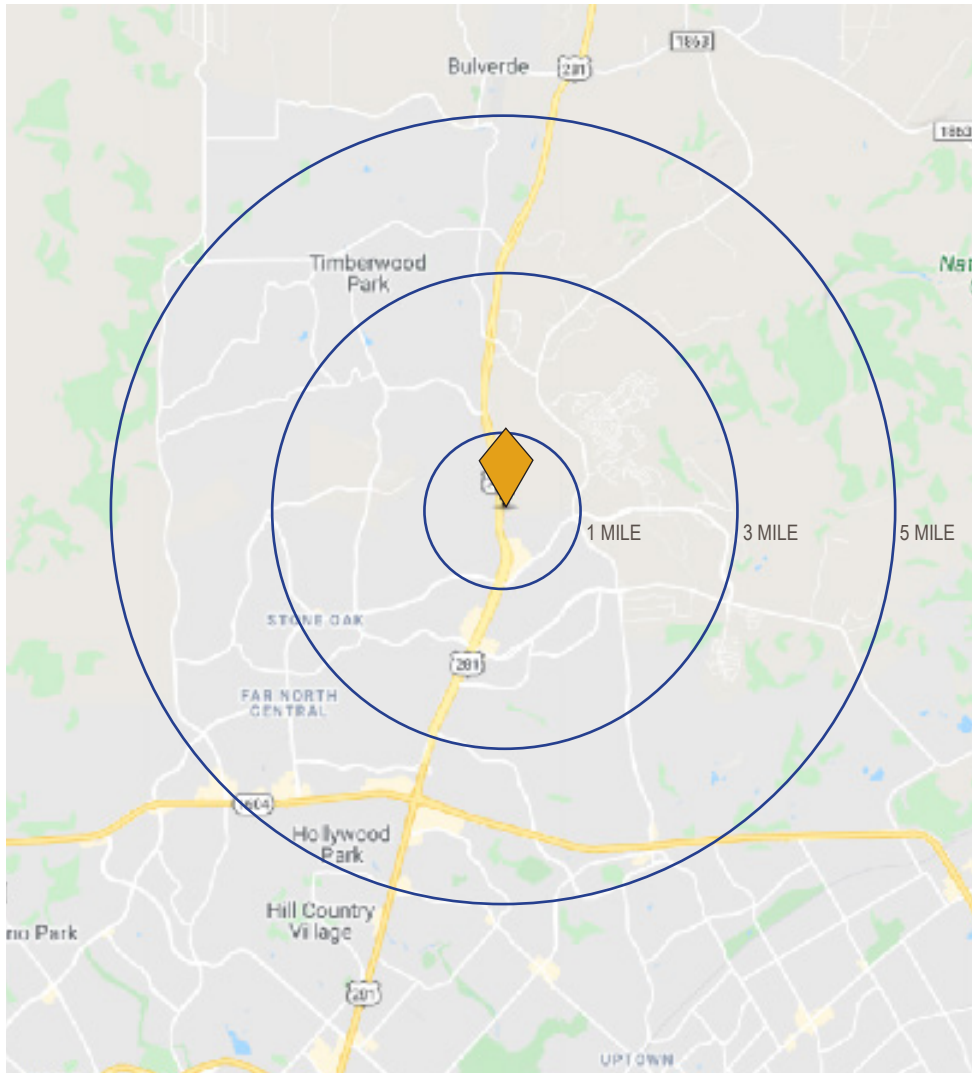 1863
Bulverde
281
1863
Timberwood
Park
Nat
1 MILE
3 MILE
5 MILE
STONE OAK
281
FAR NORTH
CENTRAL
1604
Hollywood
Park
Hill Country
Village
no Park
281
UPTOWN